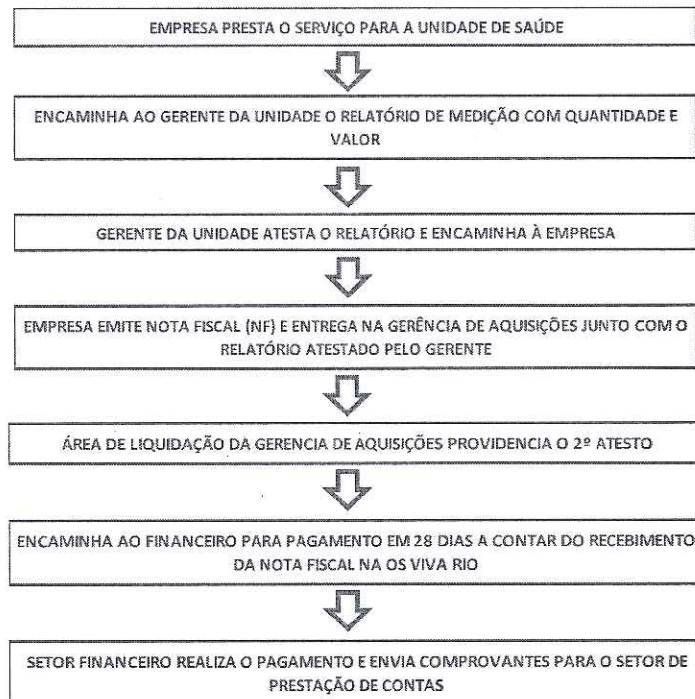 EMPRESA PRESTA O SERVIÇO PARA A UNIDADE DE SAÚDE
ENCAMINHA AO GERENTE DA UNIDADE O RELATÓRIO DE MEDIÇÃO COM QUANTIDADE E
VALOR
GERENTE DA UNIDADE ATESTA O RELATÓRIO E ENCAMINHA À EMPRESA
EMPRESA EMITE NOTA FISCAL (NF) E ENTREGA NA GERÊNCIA DE AQUISIÇÕES JUNTO COM O
RELATÓRIO ATESTADO PELO GERENTE
ÁREA DE LIQUIDAÇÃO DA GERENCIA DE AQUISIÇÕES PROVIDENCIA O 2º ATESTO
ENCAMINHA AO FINANCEIRO PARA PAGAMENTO EM 28 DIAS A CONTAR DO RECEBIMENTO
DA NOTA FISCAL NA OS VIVA RIO
SETOR FINANCEIRO REALIZA O PAGAMENTO E ENVIA COMPROVANTES PARA O SETOR DE
PRESTAÇÃO DE CONTAS